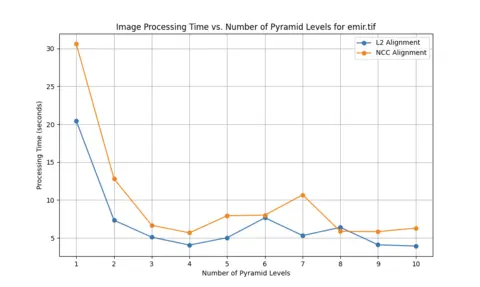 Image Processing Time vs. Number of Pyramid Levels for emir.tif
L2 Alignment
NCC Alignment
Processing Time (seconds)
30
25
20
15
10
5
1 2 3 4 5 6 7 8 9 10
Number of Pyramid Levels